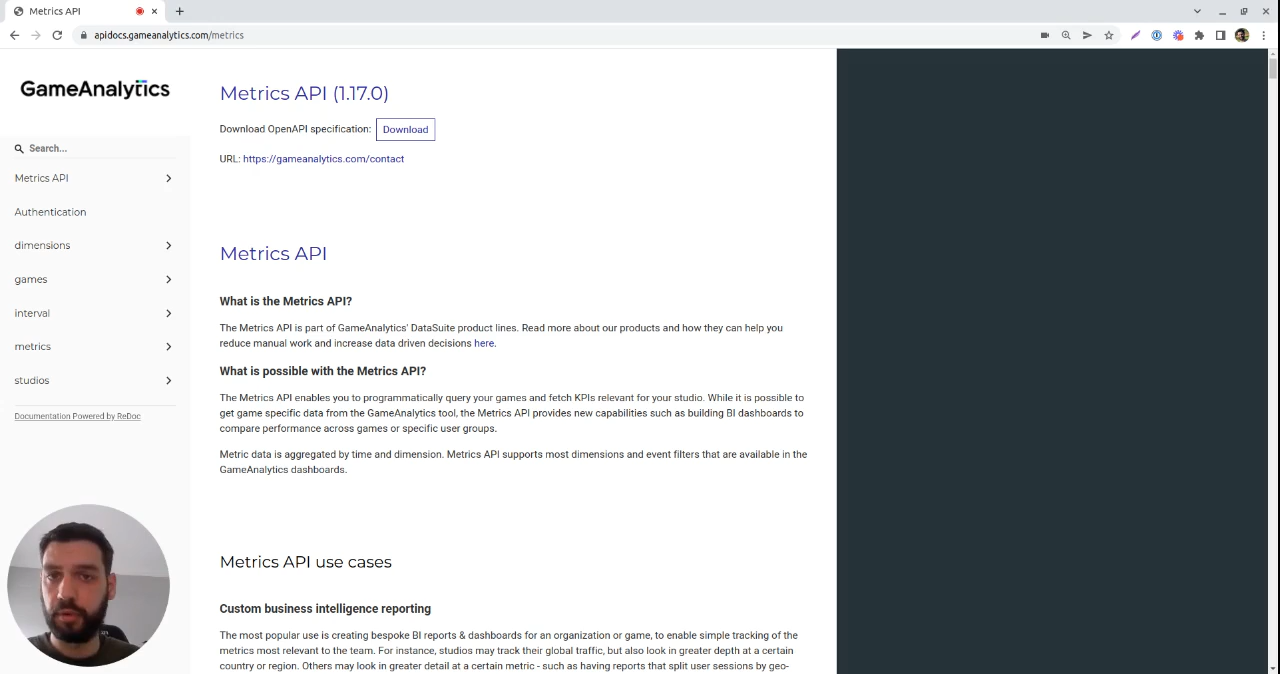 Metrics API
apidocs.gameanalytics.com/metrics
GameAnalytics
Search...
Metrics API
Authentication
dimensions
games
interval
metrics
studios
Documentation Powered by ReDoc
Metrics API (1.17.0)
Download OpenAPI specification: Download
URL: https://gameanalytics.com/contact
Metrics API
What is the Metrics API?
The Metrics API is part of GameAnalytics' DataSuite product lines. Read more about our products and how they can help you
reduce manual work and increase data driven decisions here.
What is possible with the Metrics API?
The Metrics API enables you to programmatically query your games and fetch KPIs relevant for your studio. While it is possible to
get game specific data from the GameAnalytics tool, the Metrics API provides new capabilities such as building BI dashboards to
compare performance across games or specific user groups.
Metric data is aggregated by time and dimension. Metrics API supports most dimensions and event filters that are available in the
GameAnalytics dashboards.
Metrics API use cases
Custom business intelligence reporting
The most popular use is creating bespoke BI reports & dashboards for an organization or game, to enable simple tracking of the
metrics most relevant to the team. For instance, studios may track their global traffic, but also look in greater depth at a certain
country or region. Others may look in greater detail at a certain metric - such as having reports that split user sessions by geo-